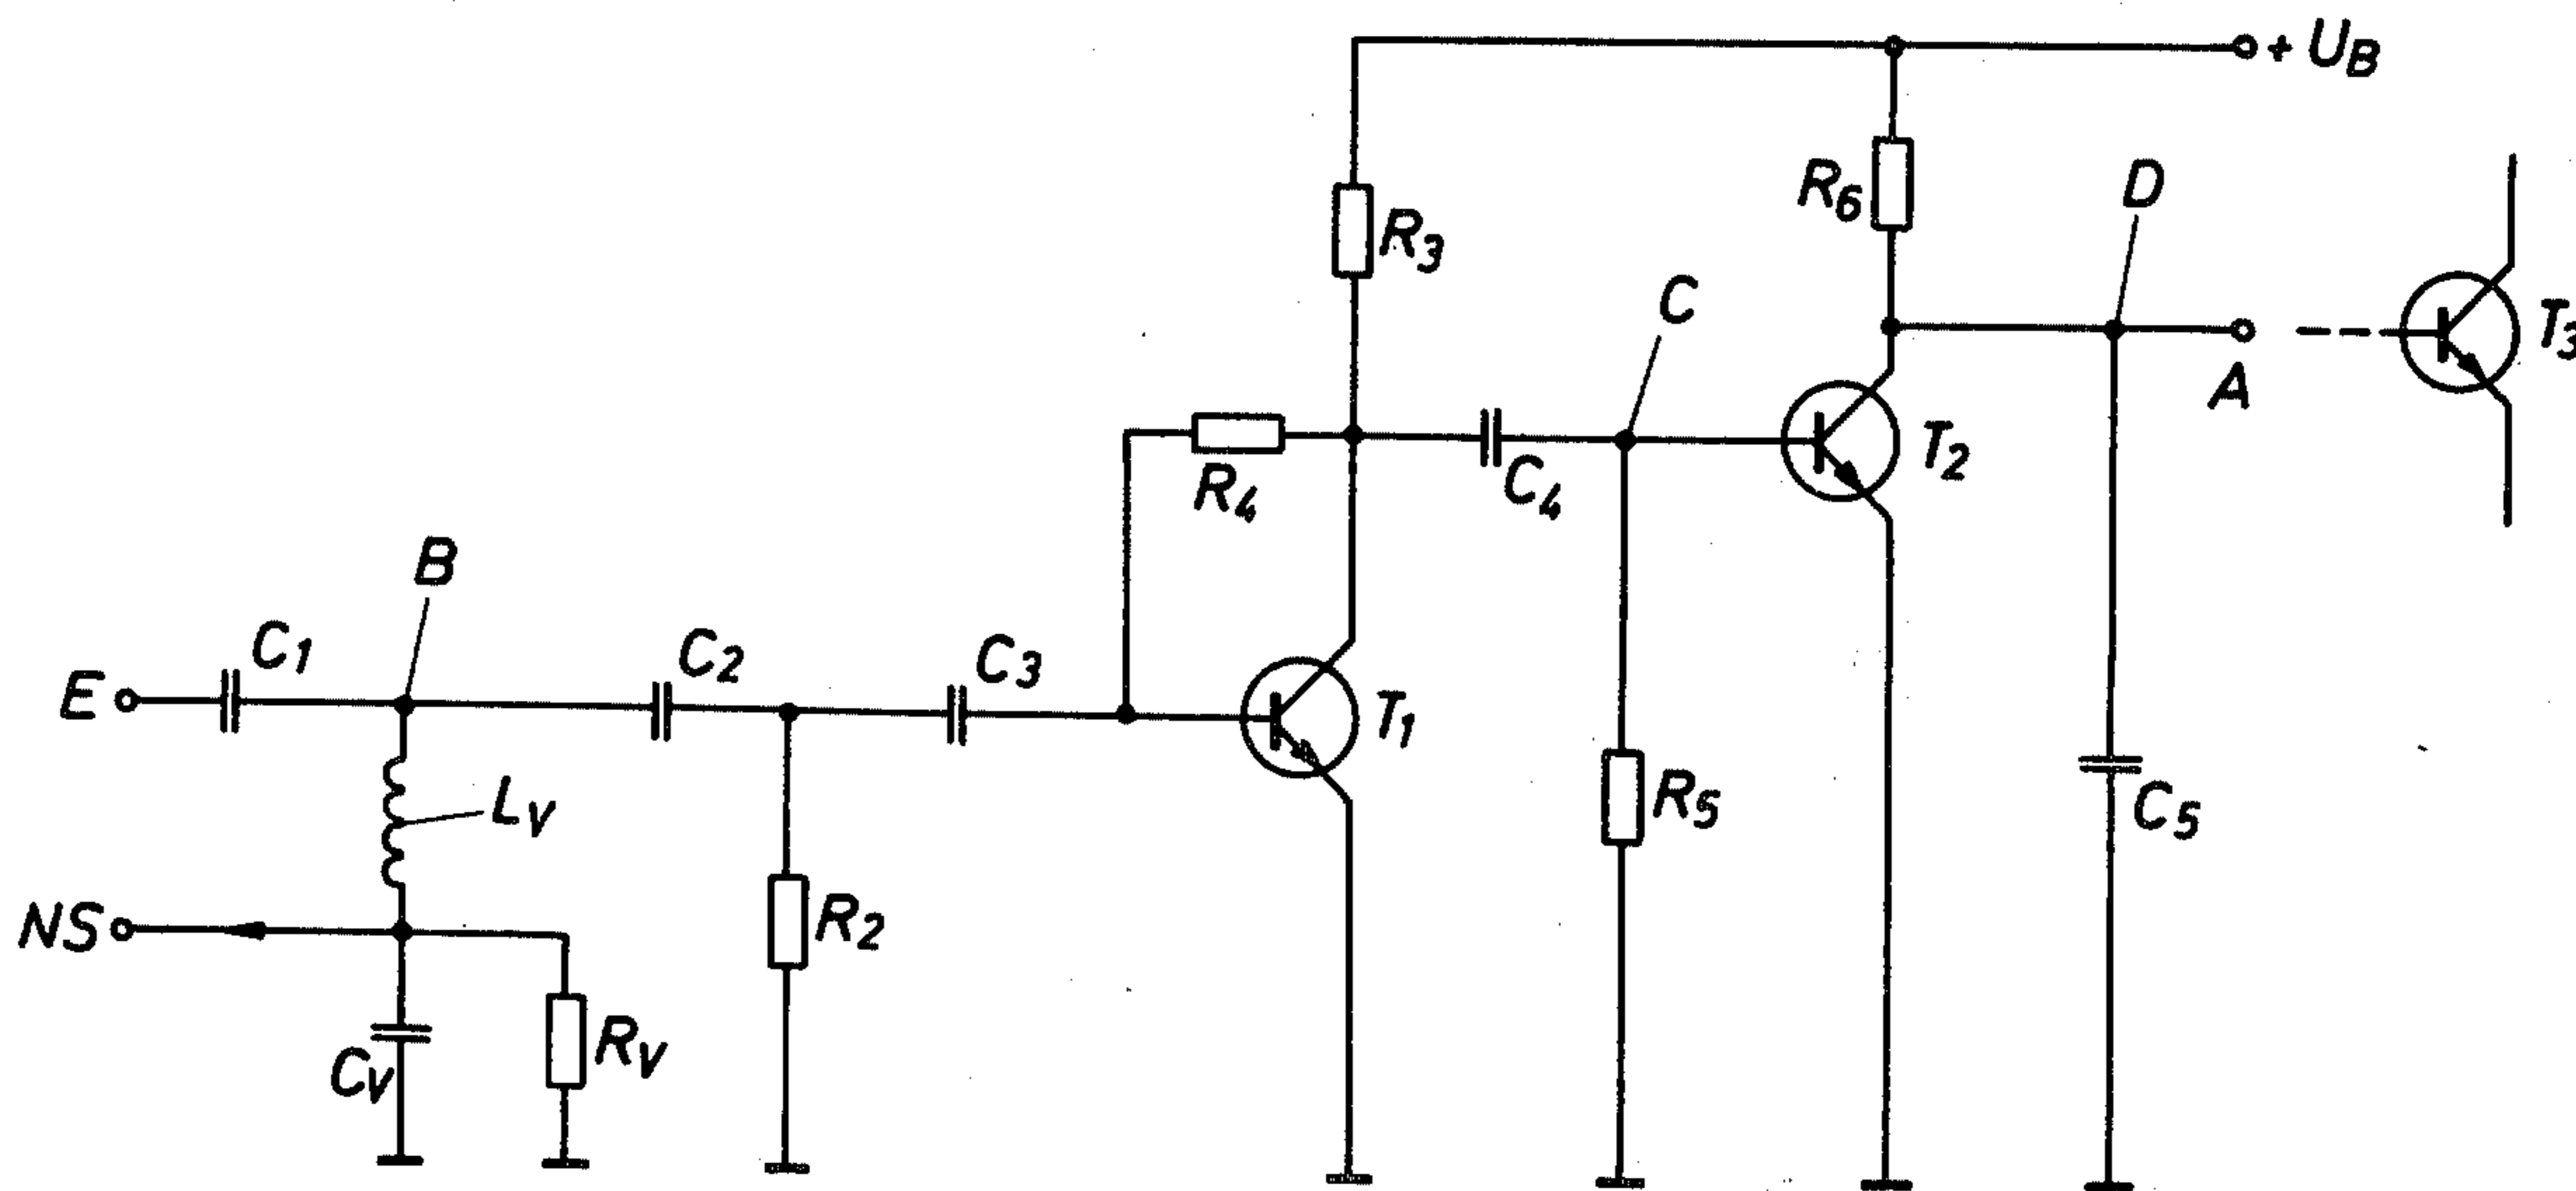 + U_B
R_6
D
R_3
C
T_3
A
R_4
C_4
T_2
B
C_1
C_2
C_3
E
T_1
L_V
R_5
C_5
NS
R_2
C_V
R_V